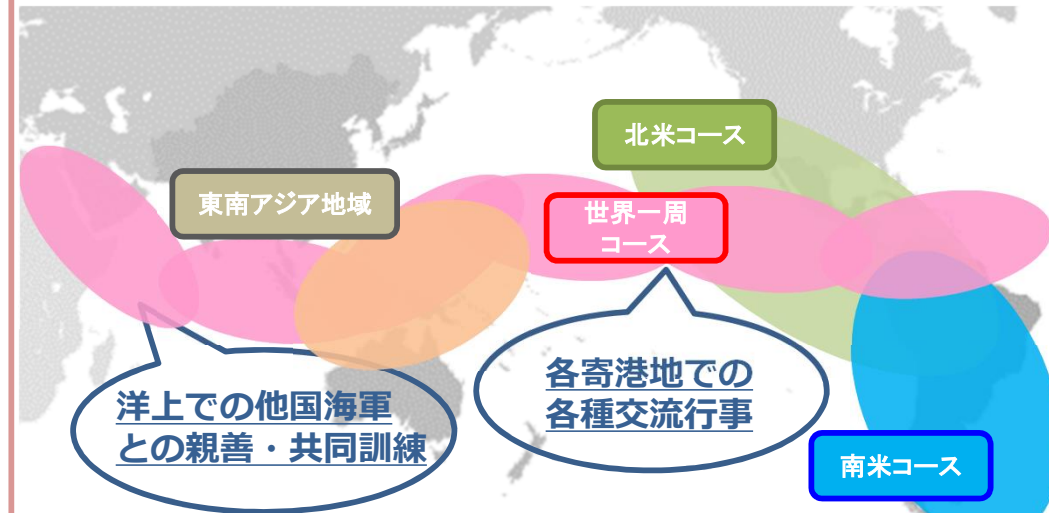 北米コース
東南アジア地域
世界一周
コース
各寄港地での
各種交流行事
洋上での他国海軍
との親善・共同訓練
南米コース